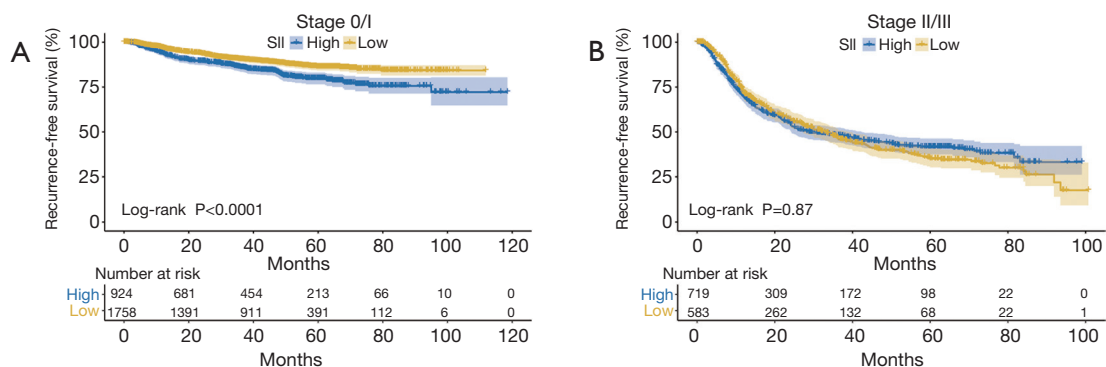 A
Stage 0/I
SII High Low
Recurrence-free survival (%)
100
75
50
25
0
Log-rank P<0.0001
0 20 40 60 80 100 120
Months
Number at risk
High 924 681 454 213 66 10 0
Low 1758 1391 911 391 112 6 0
0 20 40 60 80 100 120
Months
B
Stage II/III
SII High Low
Recurrence-free survival (%)
100
75
50
25
0
Log-rank P=0.87
0 20 40 60 80 100
Months
Number at risk
High 719 309 172 98 22 0
Low 583 262 132 68 22 1
0 20 40 60 80 100
Months